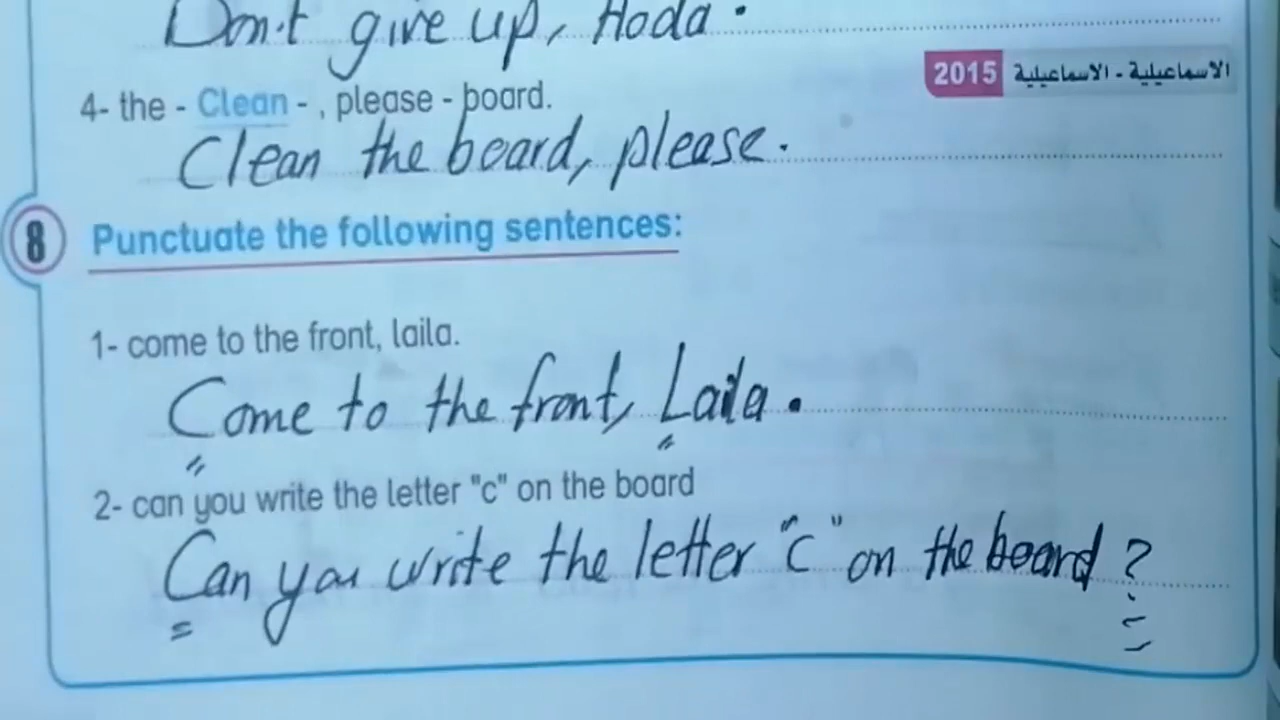 Don't give up, Hoda.
2015 الاسماعيلية - الاسماعيلية
4- the - Clean - , please - board.
Clean the board, please.
8 Punctuate the following sentences:
1- come to the front, laila.
Come to the front, Laila.
2- can you write the letter "c" on the board
Can you write the letter "c" on the board?